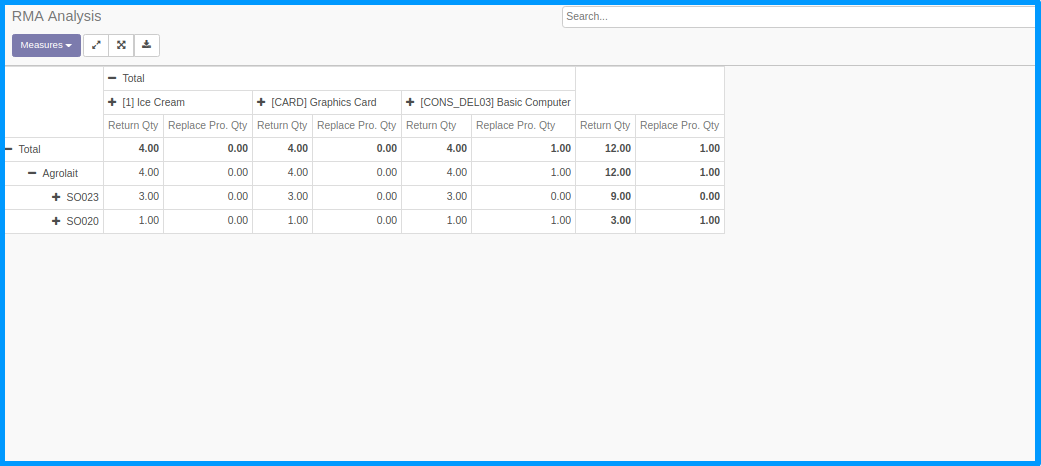 RMA Analysis
Search...
Measures
Total
[1] Ice Cream [CARD] Graphics Card [CONS_DEL03] Basic Computer
Return Qty Replace Pro. Qty Return Qty Replace Pro. Qty Return Qty Replace Pro. Qty Return Qty Replace Pro. Qty
Total 4.00 0.00 4.00 0.00 4.00 1.00 12.00 1.00
Agrolait 4.00 0.00 4.00 0.00 4.00 1.00 12.00 1.00
SO023 3.00 0.00 3.00 0.00 3.00 0.00 9.00 0.00
SO020 1.00 0.00 1.00 0.00 1.00 1.00 3.00 1.00